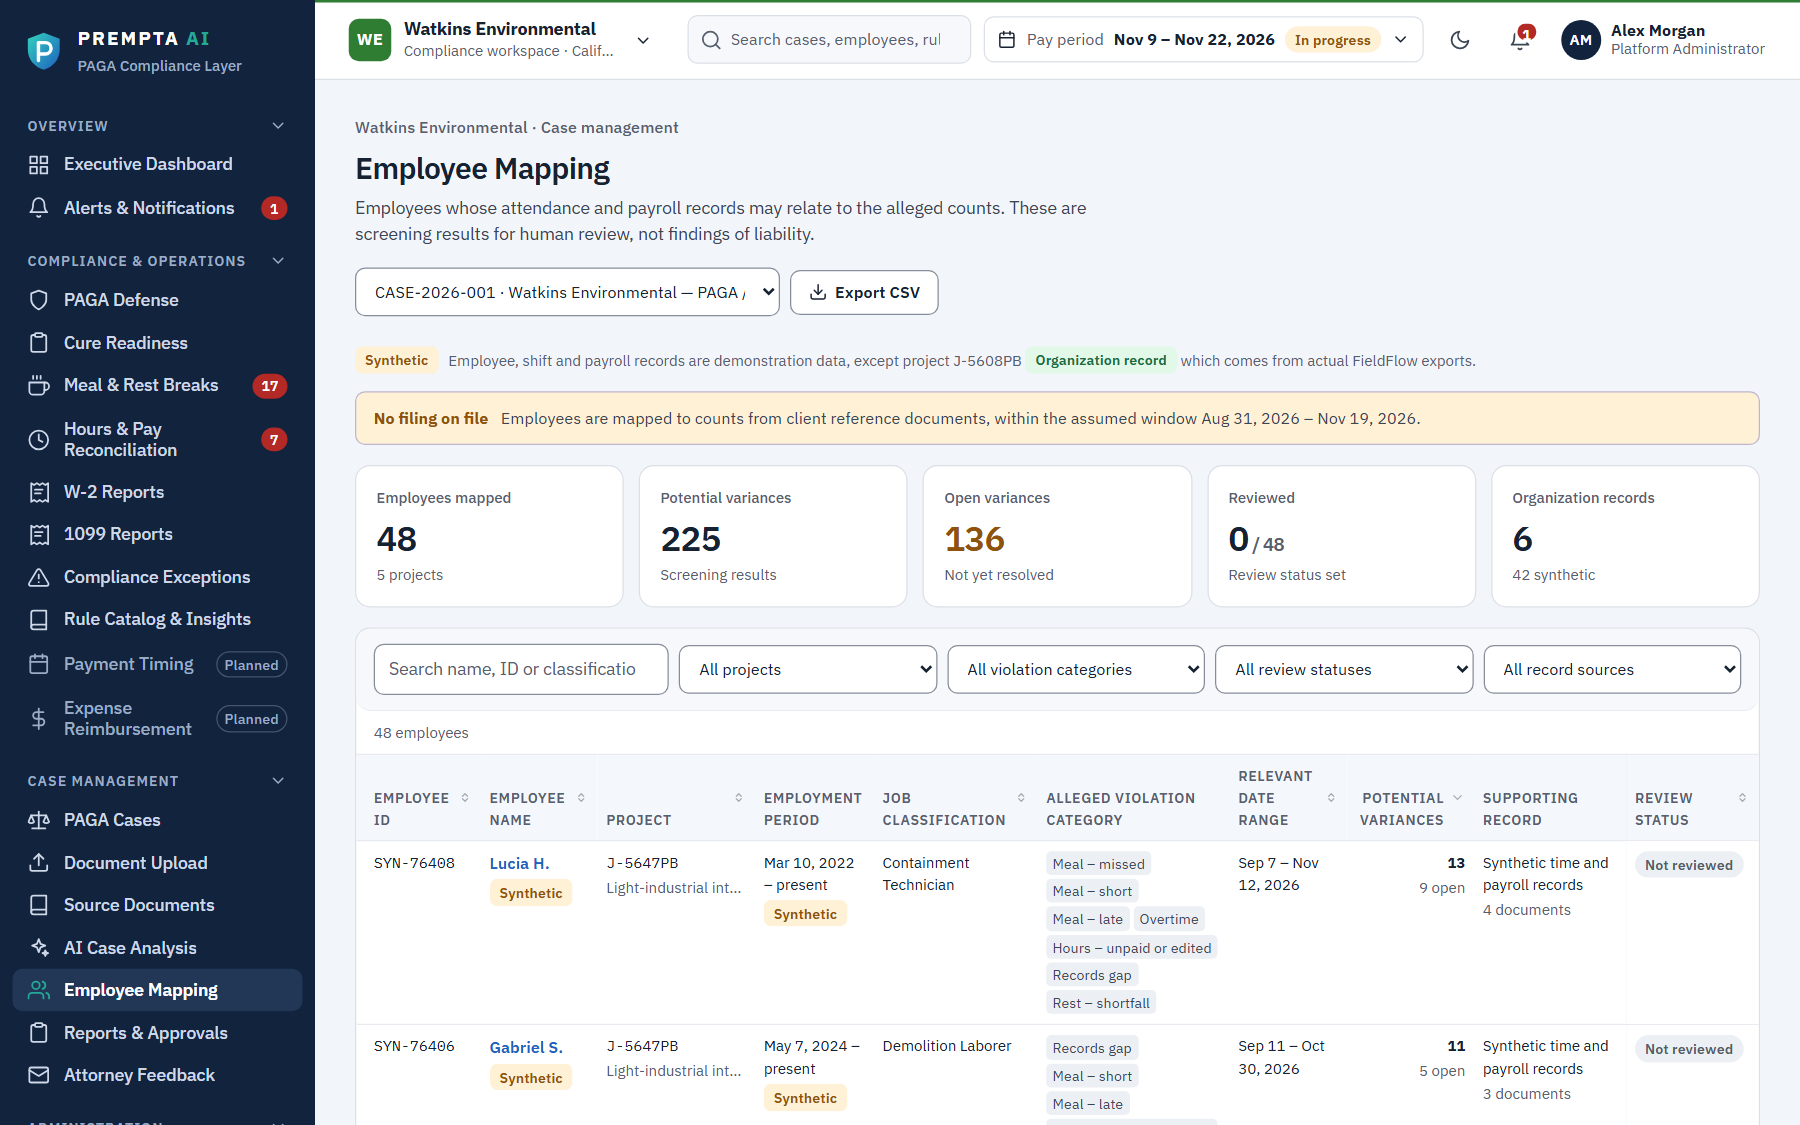 PREMPTA AI
PAGA Compliance Layer
OVERVIEW
Executive Dashboard
Alerts & Notifications 1
COMPLIANCE & OPERATIONS
PAGA Defense
Cure Readiness
Meal & Rest Breaks 17
Hours & Pay
Reconciliation 7
W-2 Reports
1099 Reports
Compliance Exceptions
Rule Catalog & Insights
Payment Timing Planned
Expense
Reimbursement Planned
CASE MANAGEMENT
PAGA Cases
Document Upload
Source Documents
AI Case Analysis
Employee Mapping
Reports & Approvals
Attorney Feedback
WE
Watkins Environmental
Compliance workspace · Calif...
Search cases, employees, rul
Pay period Nov 9 – Nov 22, 2026 In progress
1
AM
Alex Morgan
Platform Administrator
Watkins Environmental · Case management
Employee Mapping
Employees whose attendance and payroll records may relate to the alleged counts. These are
screening results for human review, not findings of liability.
CASE-2026-001 · Watkins Environmental — PAGA /
Export CSV
Synthetic Employee, shift and payroll records are demonstration data, except project J-5608PB Organization record which comes from actual FieldFlow exports.
No filing on file Employees are mapped to counts from client reference documents, within the assumed window Aug 31, 2026 – Nov 19, 2026.
Employees mapped
48
5 projects
Potential variances
225
Screening results
Open variances
136
Not yet resolved
Reviewed
0 / 48
Review status set
Organization records
6
42 synthetic
Search name, ID or classificatio
All projects
All violation categories
All review statuses
All record sources
48 employees
EMPLOYEE
ID
EMPLOYEE
NAME
PROJECT
EMPLOYMENT
PERIOD
JOB
CLASSIFICATION
ALLEGED VIOLATION
CATEGORY
RELEVANT
DATE
RANGE
POTENTIAL
VARIANCES
SUPPORTING
RECORD
REVIEW
STATUS
SYN-76408
Lucia H.
Synthetic
J-5647PB
Light-industrial int...
Mar 10, 2022
– present
Synthetic
Containment
Technician
Meal – missed
Meal – short
Meal – late Overtime
Hours – unpaid or edited
Records gap
Rest – shortfall
Sep 7 – Nov
12, 2026
13
9 open
Synthetic time and
payroll records
4 documents
Not reviewed
SYN-76406
Gabriel S.
Synthetic
J-5647PB
Light-industrial int...
May 7, 2024 –
present
Synthetic
Demolition Laborer
Records gap
Meal – short
Meal – late
Sep 11 – Oct
30, 2026
11
5 open
Synthetic time and
payroll records
3 documents
Not reviewed